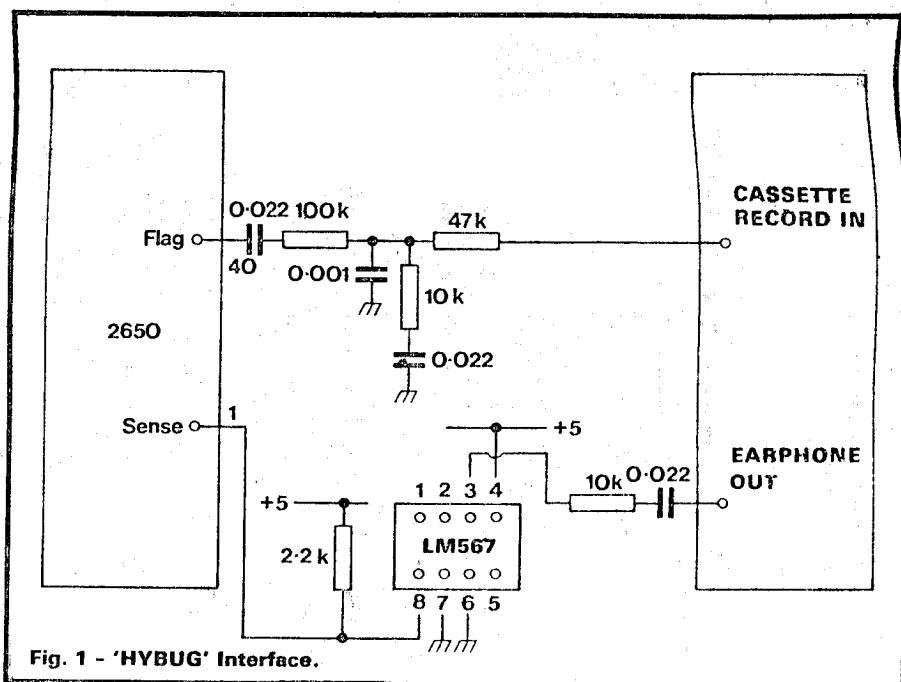 CASSETTE
RECORD IN
0·022 100k
47k
Flag
40
0·001
10k
2650
0·022
Sense
1
+5
EARPHONE
OUT
+5
1 2 3 4
10k
0·022
2·2k
LM567
8 7 6 5
Fig. 1 - 'HYBUG' Interface.